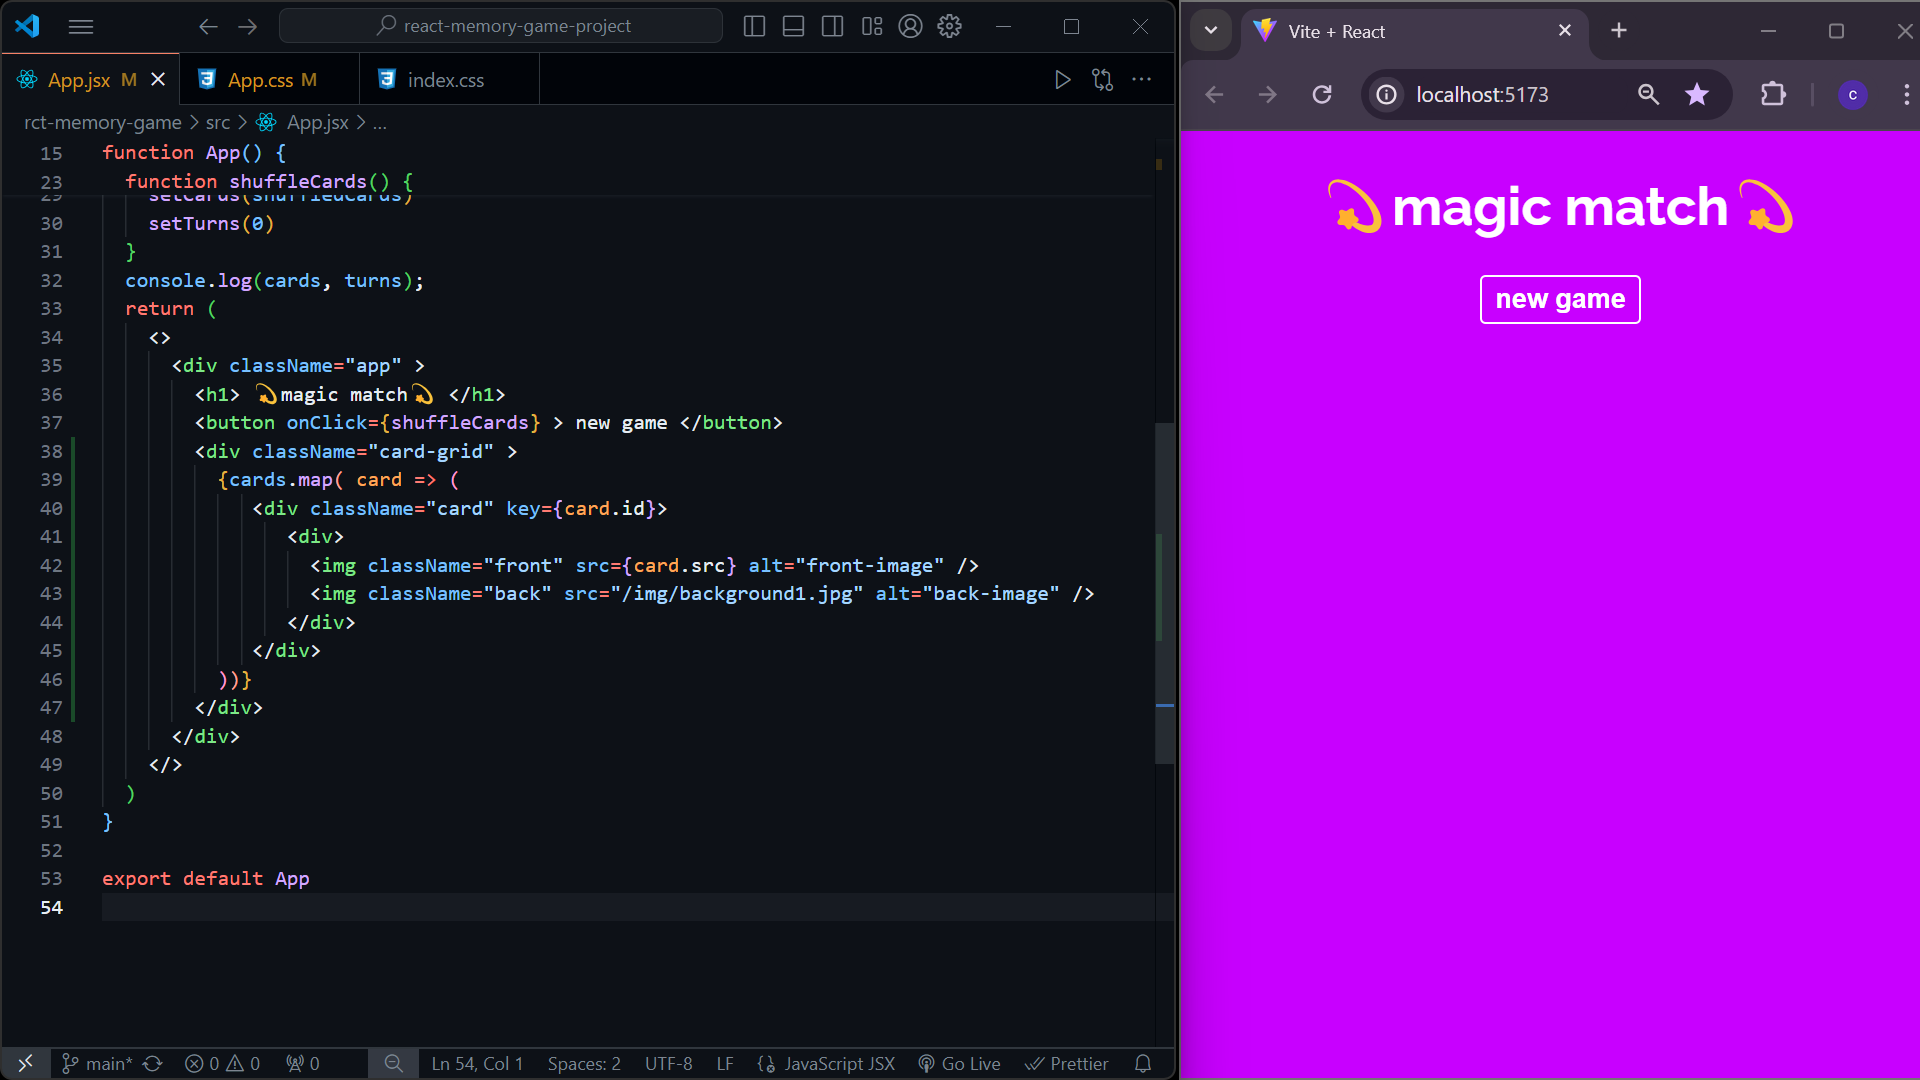 react-memory-game-project
App.jsx M
App.css M
index.css
rct-memory-game > src > App.jsx > ...
15 function App() {
23 function shuffleCards() {
29 setCards(shuffledCards)
30 setTurns(0)
31 }
32 console.log(cards, turns);
33 return (
34 <>
35 <div className="app" >
36 <h1> 💫magic match💫 </h1>
37 <button onClick={shuffleCards} > new game </button>
38 <div className="card-grid" >
39 {cards.map( card => (
40 <div className="card" key={card.id}>
41 <div>
42 <img className="front" src={card.src} alt="front-image" />
43 <img className="back" src="/img/background1.jpg" alt="back-image" />
44 </div>
45 </div>
46 ))}
47 </div>
48 </div>
49 </>
50 )
51 }
52
53 export default App
54
main* 0 0 0 Ln 54, Col 1 Spaces: 2 UTF-8 LF JavaScript JSX Go Live Prettier
Vite + React
localhost:5173
c
💫 magic match 💫
new game